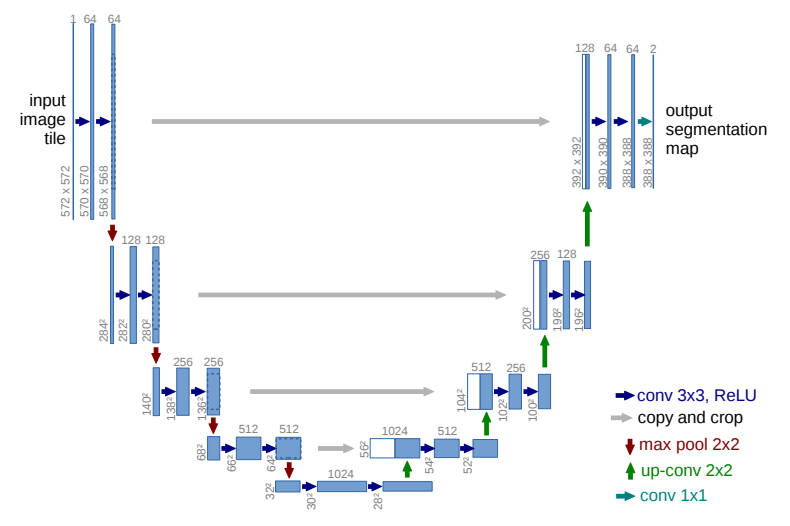 1 64 64
128 64 64 2
input
image
tile
output
segmentation
map
572 x 572
570 x 570
568 x 568
392 x 392
390 x 390
388 x 388
388 x 388
128 128
256 128
284²
282²
280²
200²
198²
196²
256 256
512 256
140²
138²
136²
104²
102²
100²
512 512
1024 512
68²
66²
64²
56²
54²
52²
1024
32²
30²
28²
conv 3x3, ReLU
copy and crop
max pool 2x2
up-conv 2x2
conv 1x1